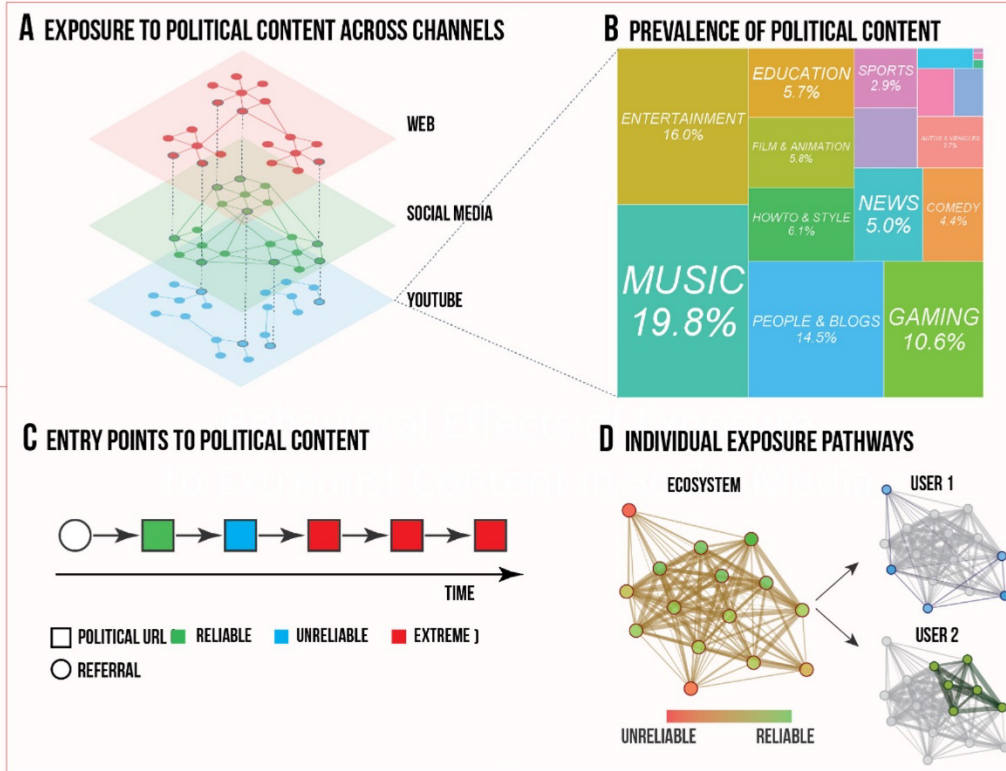 A EXPOSURE TO POLITICAL CONTENT ACROSS CHANNELS
WEB
SOCIAL MEDIA
YOUTUBE
B PREVALENCE OF POLITICAL CONTENT
ENTERTAINMENT
16.0%
MUSIC
19.8%
EDUCATION
5.7%
FILM & ANIMATION
5.8%
HOWTO & STYLE
6.1%
PEOPLE & BLOGS
14.5%
SPORTS
2.9%
NEWS
5.0%
AUTOS & VEHICLES
COMEDY
4.4%
GAMING
10.6%
C ENTRY POINTS TO POLITICAL CONTENT
TIME
POLITICAL URL [ RELIABLE UNRELIABLE EXTREME ]
REFERRAL
D INDIVIDUAL EXPOSURE PATHWAYS
ECOSYSTEM
USER 1
USER 2
UNRELIABLE RELIABLE